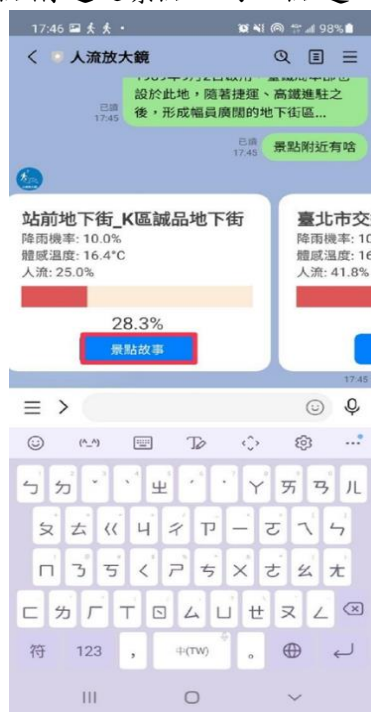 17:46
98%
人流放大鏡
設於此地，隨著捷運、高鐵進駐之
後，形成幅員廣闊的地下街區...
已讀
17:45
已讀
17:45
景點附近有啥
站前地下街_K區誠品地下街
降雨機率: 10.0%
體感溫度: 16.4°C
人流: 25.0%
28.3%
景點故事
臺北市交
降雨機率: 10
體感溫度: 16
人流: 41.8%
17:45
ㄅ ㄉ ˇ ˋ ㄓ ˊ ˙ ㄚ ㄞ ㄢ ㄦ
ㄆ ㄊ ㄍ ㄐ ㄔ ㄗ ㄧ ㄛ ㄟ ㄣ
ㄇ ㄋ ㄎ ㄑ ㄕ ㄘ ㄨ ㄜ ㄠ ㄤ
ㄈ ㄌ ㄏ ㄒ ㄖ ㄙ ㄩ ㄝ ㄡ ㄥ
符 123 , 中(TW) 。